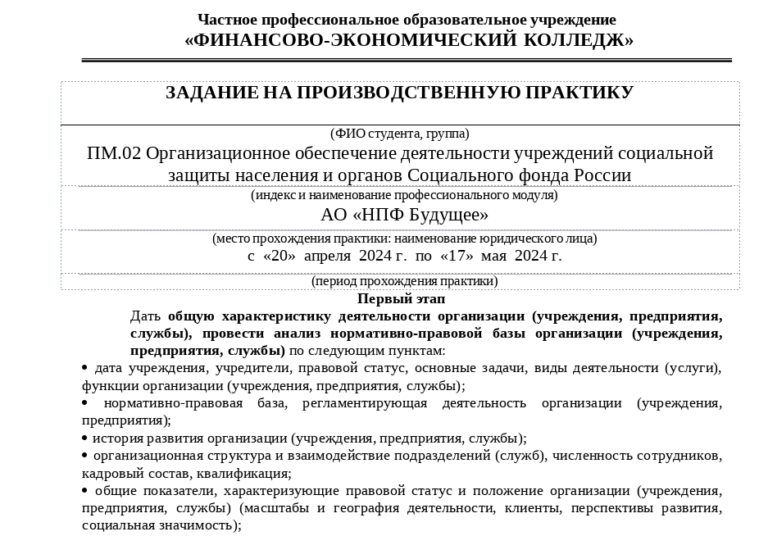 Частное профессиональное образовательное учреждение
«ФИНАНСОВО-ЭКОНОМИЧЕСКИЙ КОЛЛЕДЖ»
ЗАДАНИЕ НА ПРОИЗВОДСТВЕННУЮ ПРАКТИКУ
(ФИО студента, группа)
ПМ.02 Организационное обеспечение деятельности учреждений социальной
защиты населения и органов Социального фонда России
(индекс и наименование профессионального модуля)
АО «НПФ Будущее»
(место прохождения практики: наименование юридического лица)
с «20» апреля 2024 г. по «17» мая 2024 г.
(период прохождения практики)
Первый этап
Дать общую характеристику деятельности организации (учреждения, предприятия,
службы), провести анализ нормативно-правовой базы организации (учреждения,
предприятия, службы) по следующим пунктам:
• дата учреждения, учредители, правовой статус, основные задачи, виды деятельности (услуги),
функции организации (учреждения, предприятия, службы);
• нормативно-правовая база, регламентирующая деятельность организации (учреждения,
предприятия);
• история развития организации (учреждения, предприятия, службы);
• организационная структура и взаимодействие подразделений (служб), численность сотрудников,
кадровый состав, квалификация;
• общие показатели, характеризующие правовой статус и положение организации (учреждения,
предприятия, службы) (масштабы и география деятельности, клиенты, перспективы развития,
социальная значимость);